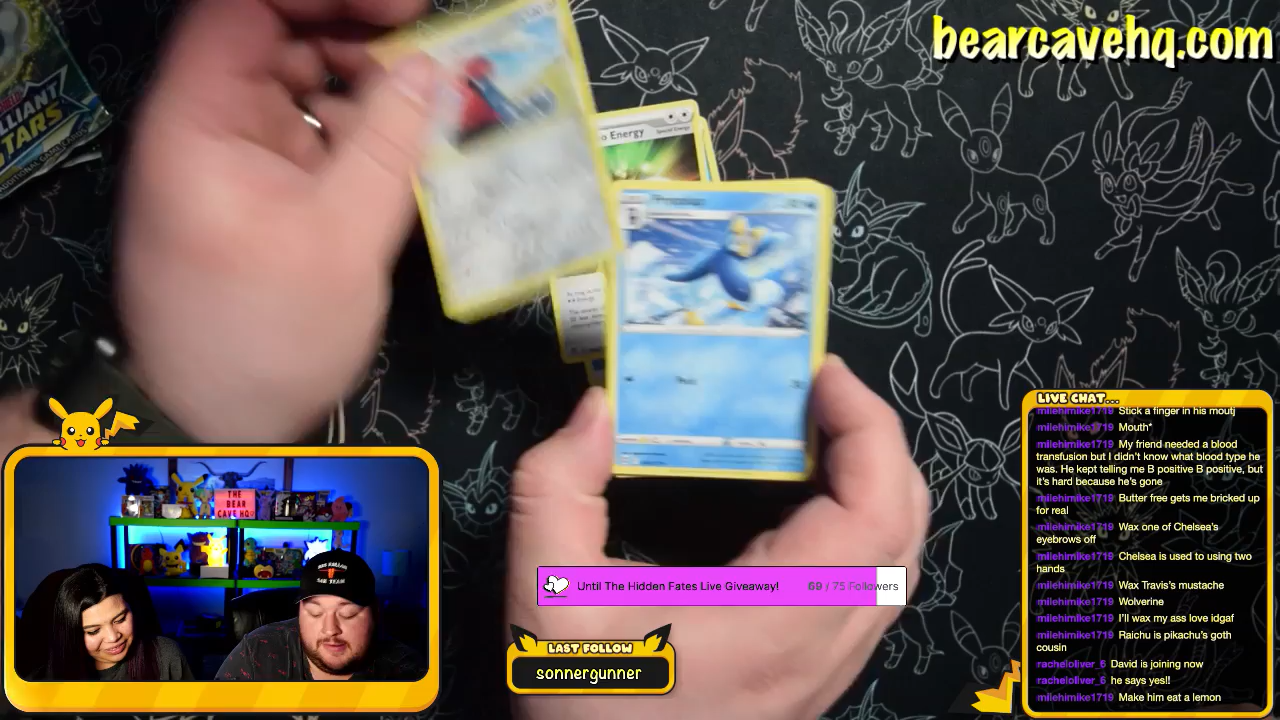 bearcavehq.com
LLIANT
STARS
o Energy
Special Energy
THE
BEAR
CAVE HQ
Until The Hidden Fates Live Giveaway! 69 / 75 Followers
LAST FOLLOW
sonnergunner
LIVE CHAT...
milehimike1719 Stick a finger in his moutj
milehimike1719 Mouth*
milehimike1719 My friend needed a blood
transfusion but I didn't know what blood type he
was. He kept telling me B positive B positive, but
it's hard because he's gone
milehimike1719 Butter free gets me bricked up
for real
milehimike1719 Wax one of Chelsea's
eyebrows off
milehimike1719 Chelsea is used to using two
hands
milehimike1719 Wax Travis's mustache
milehimike1719 Wolverine
milehimike1719 I'll wax my ass love idgaf
milehimike1719 Raichu is pikachu's goth
cousin
racheloliver_6 David is joining now
racheloliver_6 he says yes!!
milehimike1719 Make him eat a lemon